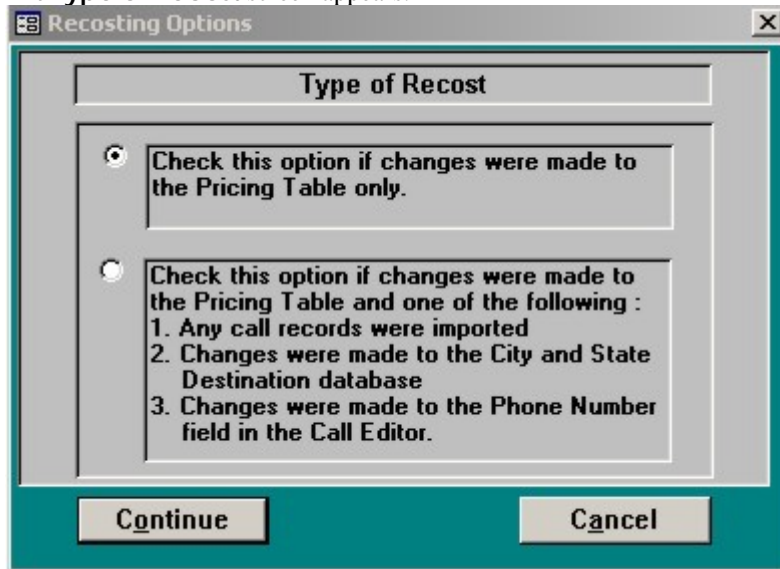 Recosting Options
Type of Recost
Check this option if changes were made to
the Pricing Table only.
Check this option if changes were made to
the Pricing Table and one of the following :
1. Any call records were imported
2. Changes were made to the City and State
Destination database
3. Changes were made to the Phone Number
field in the Call Editor.
Continue
Cancel